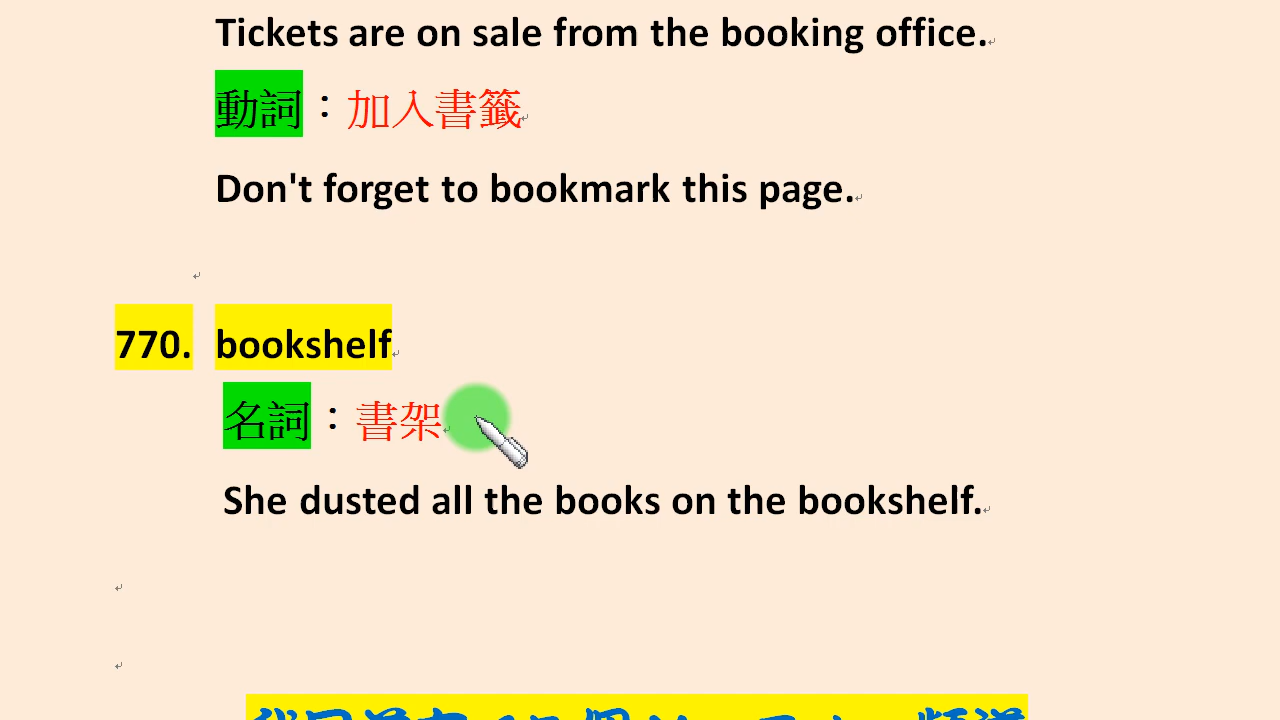 Tickets are on sale from the booking office.
動詞：加入書籤
Don't forget to bookmark this page.
770. bookshelf
名詞：書架
She dusted all the books on the bookshelf.